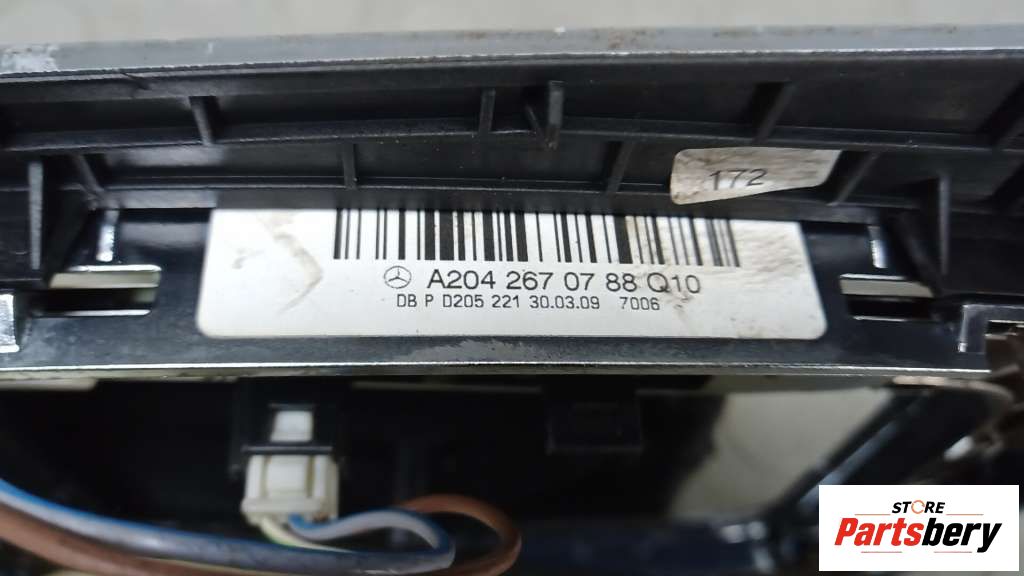 172
A204 267 07 88 Q10
DB P D205 221 30.03.09 7006
STORE
Partsbery